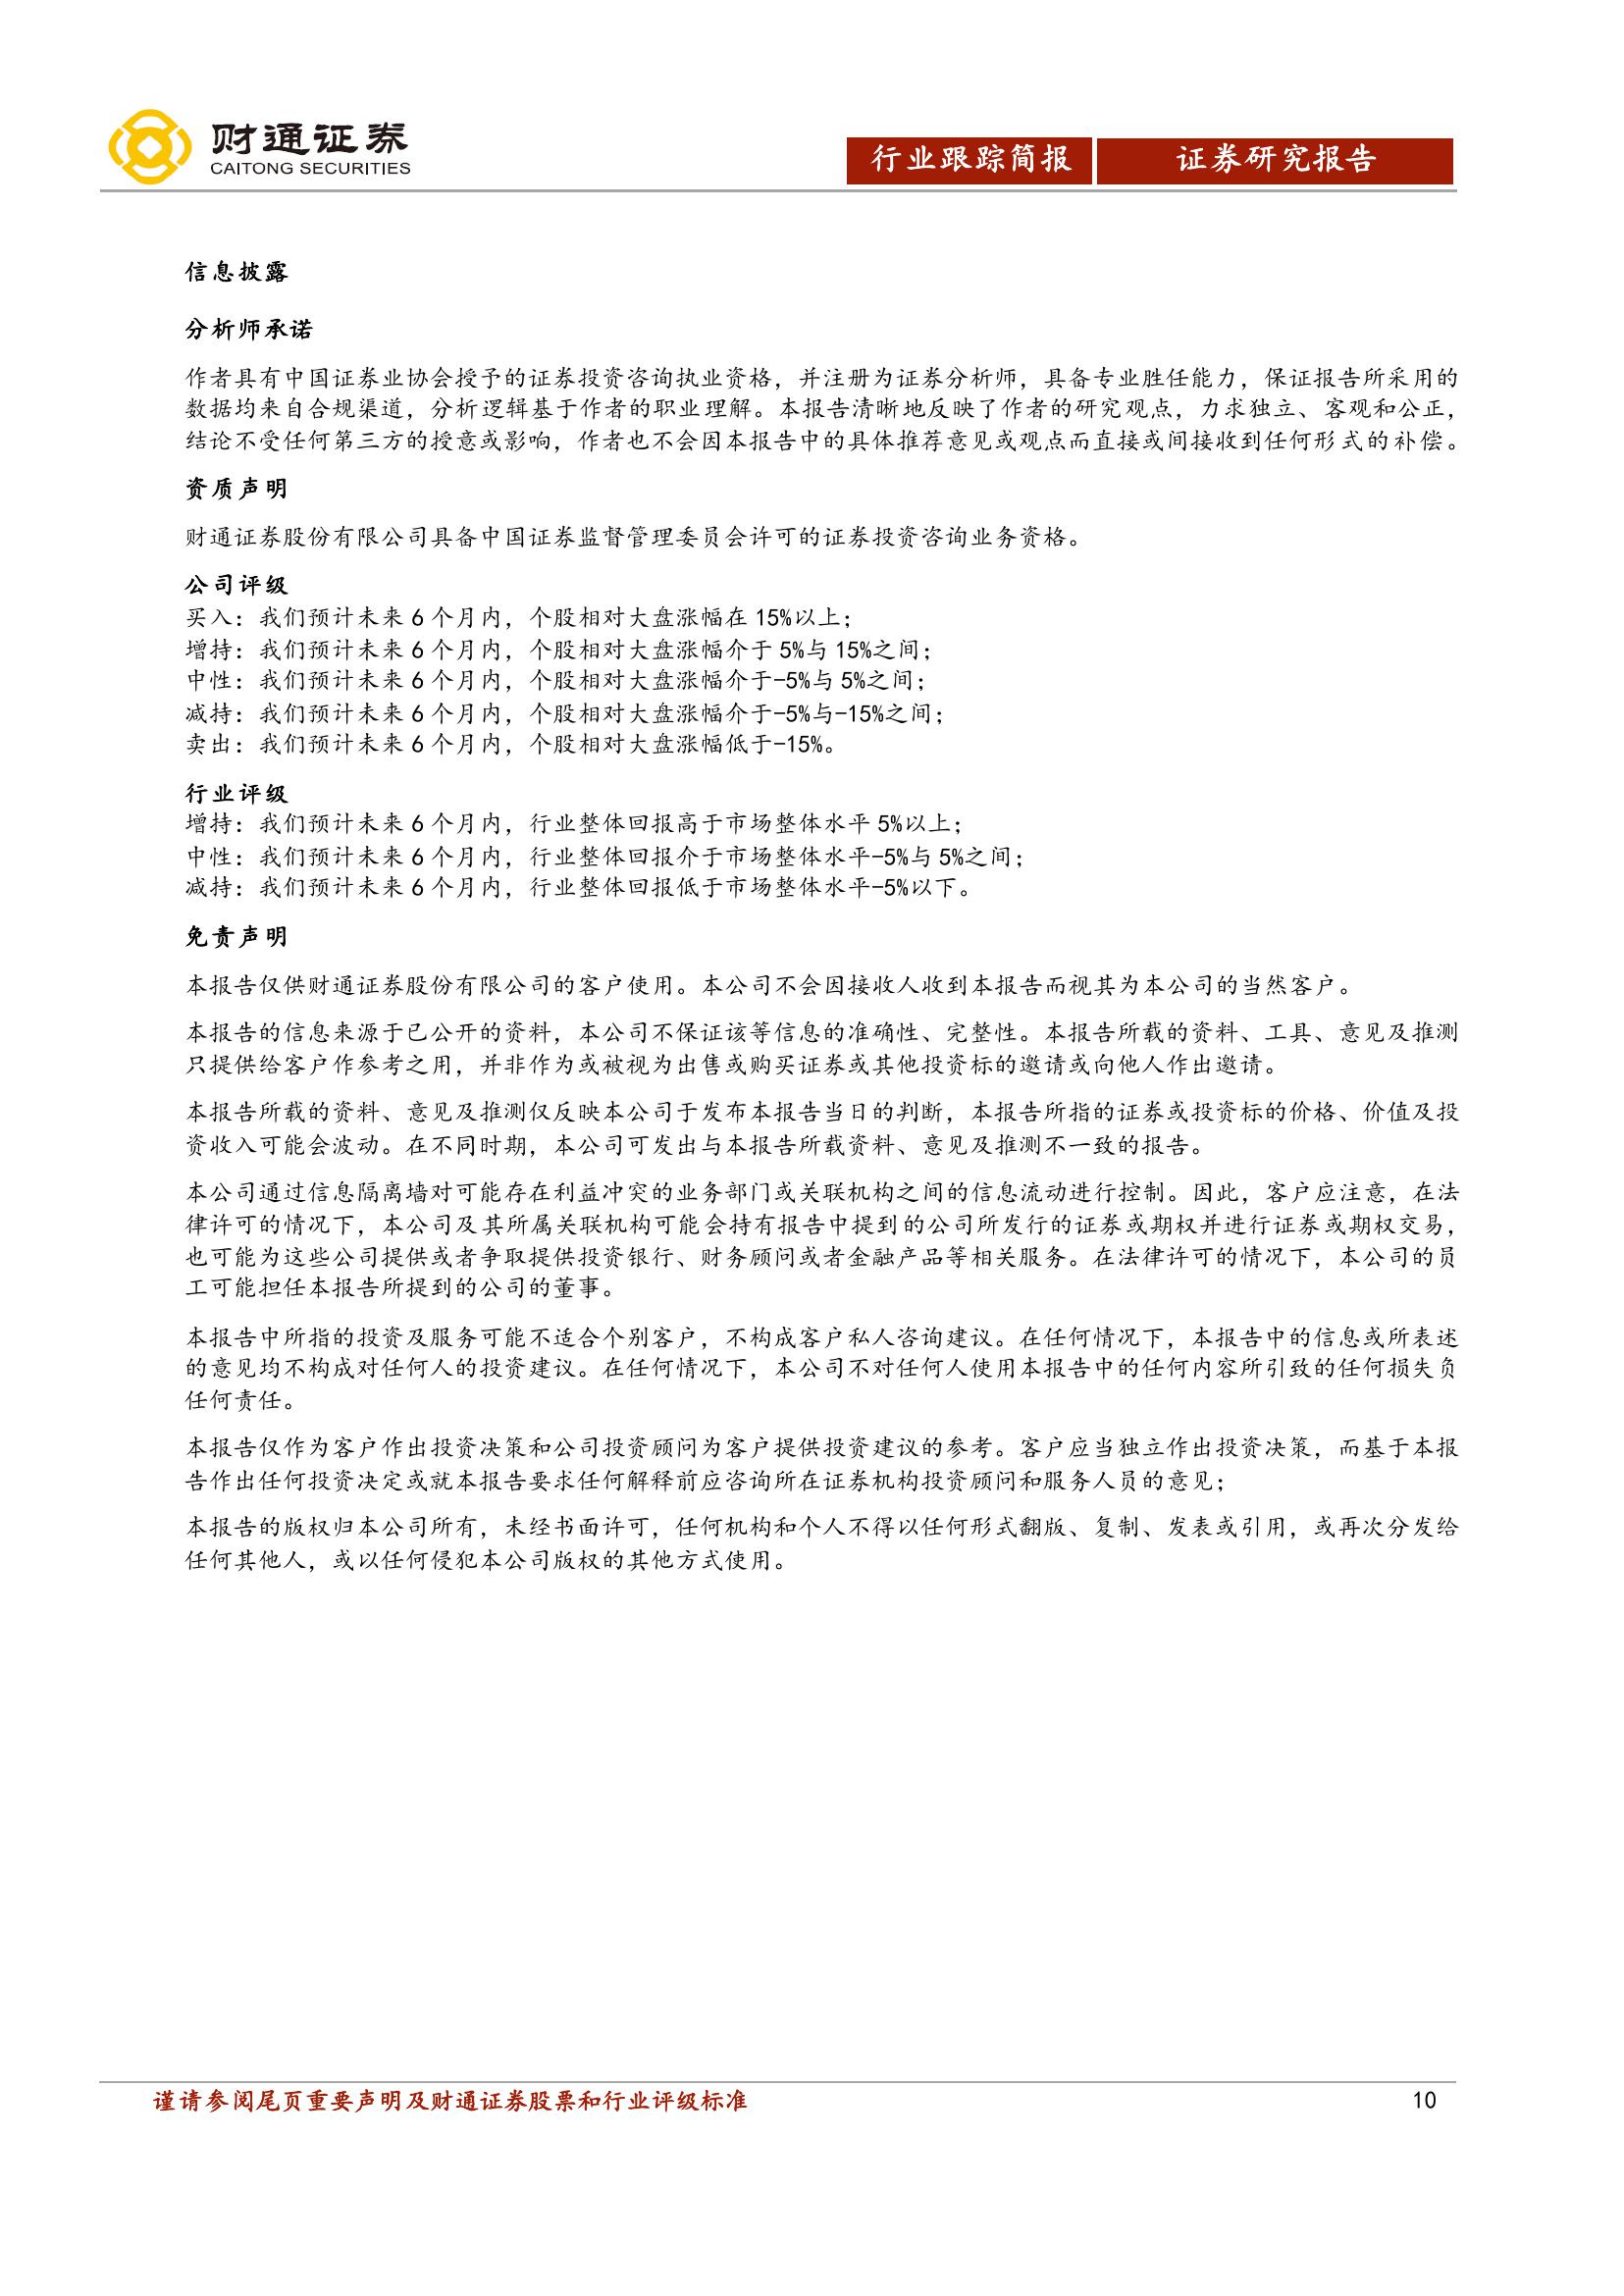 财通证券
CAITONG SECURITIES
行业跟踪简报 证券研究报告
信息披露
分析师承诺
作者具有中国证券业协会授予的证券投资咨询执业资格，并注册为证券分析师，具备专业胜任能力，保证报告所采用的
数据均来自合规渠道，分析逻辑基于作者的职业理解。本报告清晰地反映了作者的研究观点，力求独立、客观和公正，
结论不受任何第三方的授意或影响，作者也不会因本报告中的具体推荐意见或观点而直接或间接收到任何形式的补偿。
资质声明
财通证券股份有限公司具备中国证券监督管理委员会许可的证券投资咨询业务资格。
公司评级
买入：我们预计未来 6 个月内，个股相对大盘涨幅在 15%以上；
增持：我们预计未来 6 个月内，个股相对大盘涨幅介于 5%与 15%之间；
中性：我们预计未来 6 个月内，个股相对大盘涨幅介于-5%与 5%之间；
减持：我们预计未来 6 个月内，个股相对大盘涨幅介于-5%与-15%之间；
卖出：我们预计未来 6 个月内，个股相对大盘涨幅低于-15%。
行业评级
增持：我们预计未来 6 个月内，行业整体回报高于市场整体水平 5%以上；
中性：我们预计未来 6 个月内，行业整体回报介于市场整体水平-5%与 5%之间；
减持：我们预计未来 6 个月内，行业整体回报低于市场整体水平-5%以下。
免责声明
本报告仅供财通证券股份有限公司的客户使用。本公司不会因接收人收到本报告而视其为本公司的当然客户。
本报告的信息来源于已公开的资料，本公司不保证该等信息的准确性、完整性。本报告所载的资料、工具、意见及推测
只提供给客户作参考之用，并非作为或被视为出售或购买证券或其他投资标的邀请或向他人作出邀请。
本报告所载的资料、意见及推测仅反映本公司于发布本报告当日的判断，本报告所指的证券或投资标的价格、价值及投
资收入可能会波动。在不同时期，本公司可发出与本报告所载资料、意见及推测不一致的报告。
本公司通过信息隔离墙对可能存在利益冲突的业务部门或关联机构之间的信息流动进行控制。因此，客户应注意，在法
律许可的情况下，本公司及其所属关联机构可能会持有报告中提到的公司所发行的证券或期权并进行证券或期权交易，
也可能为这些公司提供或者争取提供投资银行、财务顾问或者金融产品等相关服务。在法律许可的情况下，本公司的员
工可能担任本报告所提到的公司的董事。
本报告中所指的投资及服务可能不适合个别客户，不构成客户私人咨询建议。在任何情况下，本报告中的信息或所表述
的意见均不构成对任何人的投资建议。在任何情况下，本公司不对任何人使用本报告中的任何内容所引致的任何损失负
任何责任。
本报告仅作为客户作出投资决策和公司投资顾问为客户提供投资建议的参考。客户应当独立作出投资决策，而基于本报
告作出任何投资决定或就本报告要求任何解释前应咨询所在证券机构投资顾问和服务人员的意见；
本报告的版权归本公司所有，未经书面许可，任何机构和个人不得以任何形式翻版、复制、发表或引用，或再次分发给
任何其他人，或以任何侵犯本公司版权的其他方式使用。
谨请参阅尾页重要声明及财通证券股票和行业评级标准 10